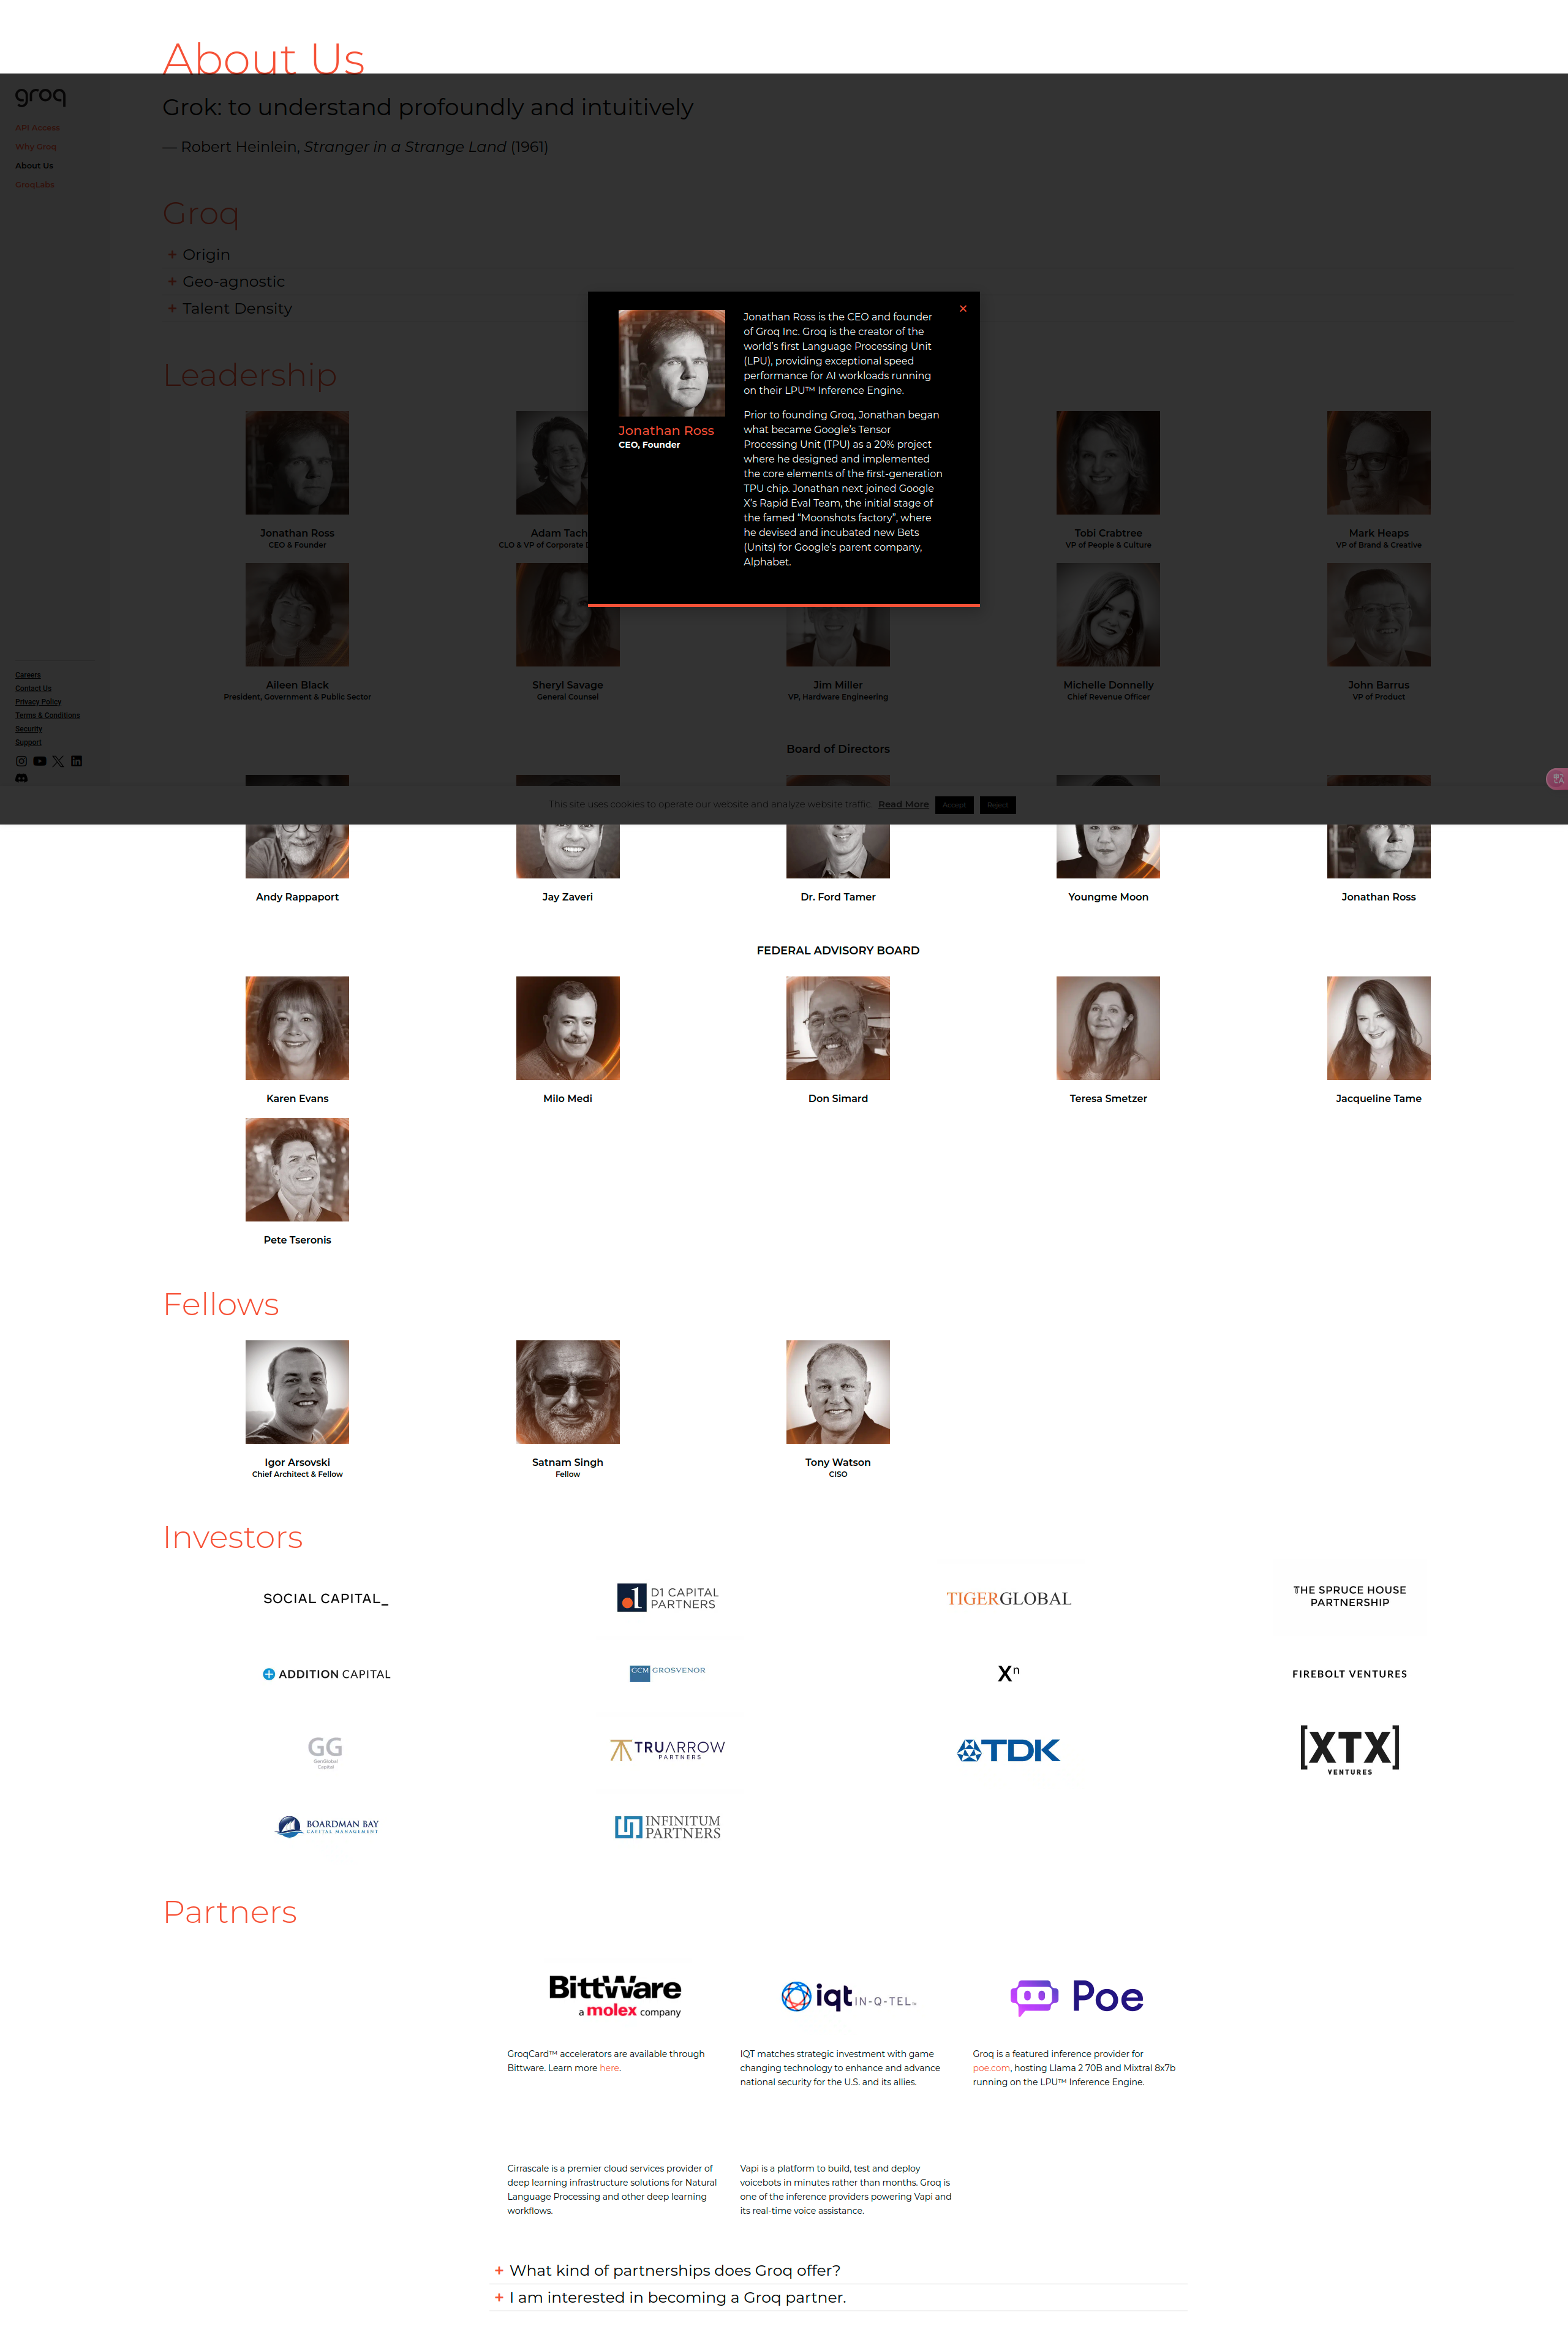 About Us
groq
API Access
Why Groq
About Us
GroqLabs
Grok: to understand profoundly and intuitively
— Robert Heinlein, Stranger in a Strange Land (1961)
Groq
+ Origin
+ Geo-agnostic
+ Talent Density
Leadership
×
Jonathan Ross
CEO, Founder
Jonathan Ross is the CEO and founder
of Groq Inc. Groq is the creator of the
world’s first Language Processing Unit
(LPU), providing exceptional speed
performance for AI workloads running
on their LPU™ Inference Engine.
Prior to founding Groq, Jonathan began
what became Google’s Tensor
Processing Unit (TPU) as a 20% project
where he designed and implemented
the core elements of the first-generation
TPU chip. Jonathan next joined Google
X’s Rapid Eval Team, the initial stage of
the famed “Moonshots factory”, where
he devised and incubated new Bets
(Units) for Google’s parent company,
Alphabet.
Jonathan Ross
CEO & Founder
Adam Tach
CLO & VP of Corporate
Tobi Crabtree
VP of People & Culture
Mark Heaps
VP of Brand & Creative
Aileen Black
President, Government & Public Sector
Sheryl Savage
General Counsel
Jim Miller
VP, Hardware Engineering
Michelle Donnelly
Chief Revenue Officer
John Barrus
VP of Product
Careers
Contact Us
Privacy Policy
Terms & Conditions
Security
Support
Board of Directors
This site uses cookies to operate our website and analyze website traffic. Read More Accept Reject
Andy Rappaport
Jay Zaveri
Dr. Ford Tamer
Youngme Moon
Jonathan Ross
FEDERAL ADVISORY BOARD
Karen Evans
Milo Medi
Don Simard
Teresa Smetzer
Jacqueline Tame
Pete Tseronis
Fellows
Igor Arsovski
Chief Architect & Fellow
Satnam Singh
Fellow
Tony Watson
CISO
Investors
SOCIAL CAPITAL_
.1 D1 CAPITAL
PARTNERS
TIGERGLOBAL
THE SPRUCE HOUSE
PARTNERSHIP
ADDITION CAPITAL
GCM GROSVENOR
Xn
FIREBOLT VENTURES
GG
GenGlobal
Capital
TRUARROW
PARTNERS
TDK
[XTX]
VENTURES
BOARDMAN BAY
CAPITAL MANAGEMENT
INFINITUM
PARTNERS
Partners
BittWare
a molex company
iqt IN-Q-TEL
Poe
GroqCard™ accelerators are available through
Bittware. Learn more here.
IQT matches strategic investment with game
changing technology to enhance and advance
national security for the U.S. and its allies.
Groq is a featured inference provider for
poe.com, hosting Llama 2 70B and Mixtral 8x7b
running on the LPU™ Inference Engine.
Cirrascale is a premier cloud services provider of
deep learning infrastructure solutions for Natural
Language Processing and other deep learning
workflows.
Vapi is a platform to build, test and deploy
voicebots in minutes rather than months. Groq is
one of the inference providers powering Vapi and
its real-time voice assistance.
+ What kind of partnerships does Groq offer?
+ I am interested in becoming a Groq partner.